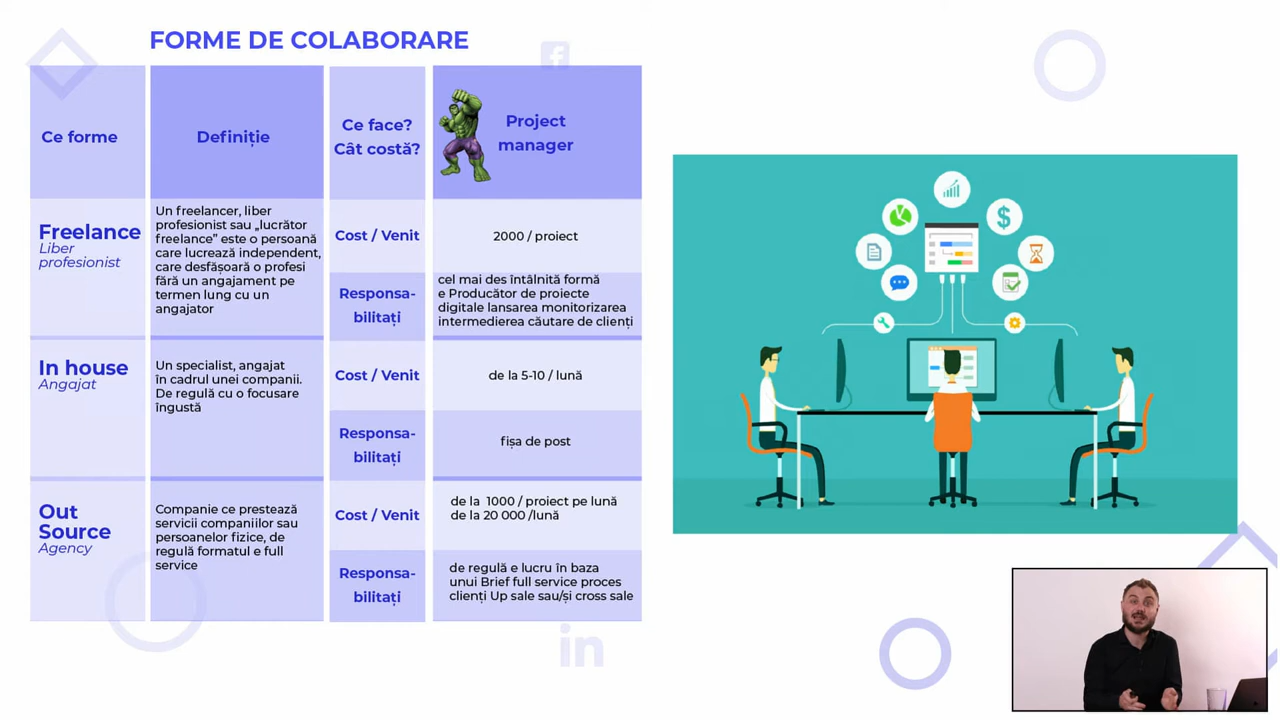 FORME DE COLABORARE
Ce forme
Definiție
Ce face?
Cât costă?
Project
manager
Freelance
Liber
profesionist
Un freelancer, liber
profesionist sau „lucrător
freelance” este o persoană
care lucrează independent,
care desfășoară o profesi
fără un angajament pe
termen lung cu un
angajator
Cost / Venit
2000 / proiect
Responsa-
bilitați
cel mai des întâlnită formă
e Producător de proiecte
digitale lansarea monitorizarea
intermedierea căutare de clienți
In house
Angajat
Un specialist, angajat
în cadrul unei companii.
De regulă cu o focusare
îngustă
Cost / Venit
de la 5-10 / lună
Responsa-
bilitați
fișa de post
Out
Source
Agency
Companie ce prestează
servicii companiilor sau
persoanelor fizice, de
regulă formatul e full
service
Cost / Venit
de la 1000 / proiect pe lună
de la 20 000 /lună
Responsa-
bilitați
de regulă e lucru în baza
unui Brief full service proces
clienți Up sale sau/și cross sale
in